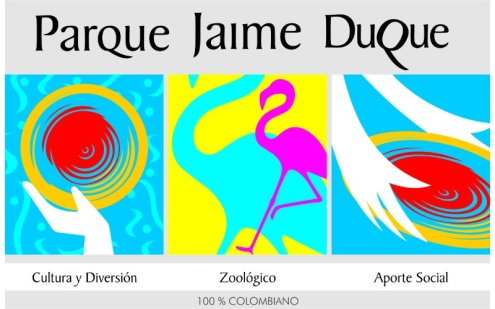 Parque Jaime Duque
Cultura y Diversión
Zoológico
Aporte Social
100 % COLOMBIANO